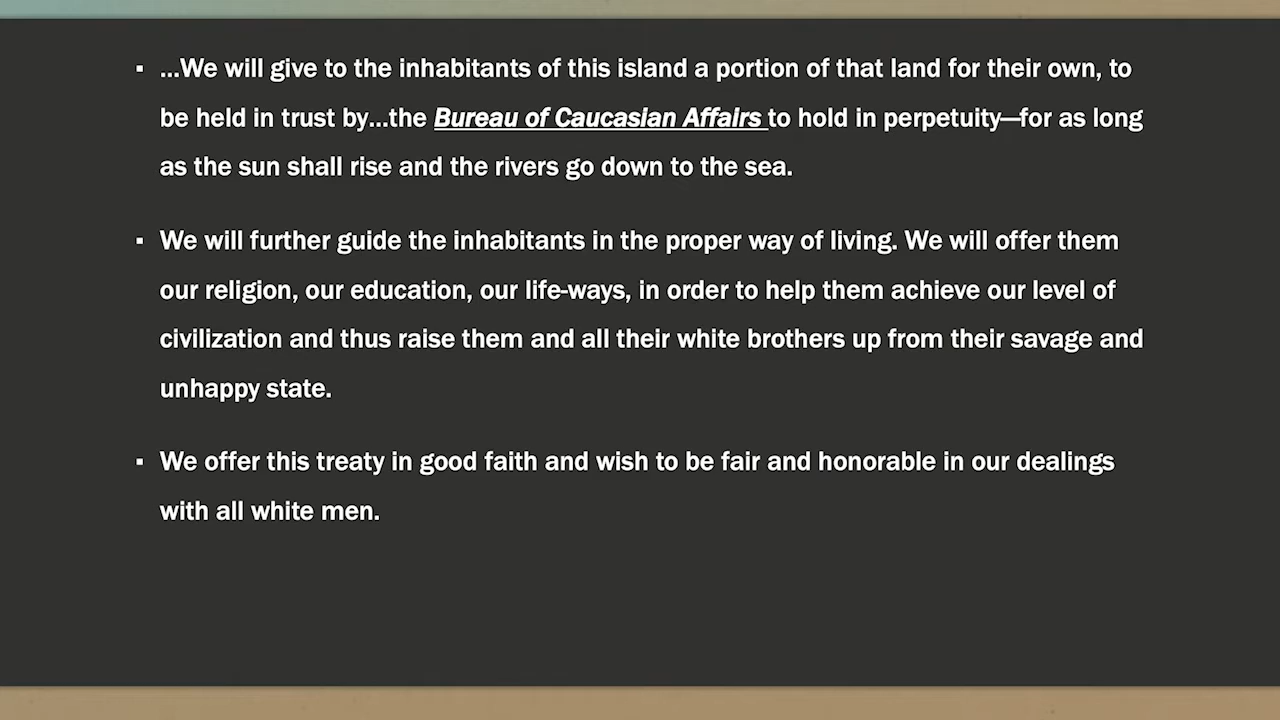 ▪ ...We will give to the inhabitants of this island a portion of that land for their own, to
be held in trust by...the Bureau of Caucasian Affairs to hold in perpetuity—for as long
as the sun shall rise and the rivers go down to the sea.
▪ We will further guide the inhabitants in the proper way of living. We will offer them
our religion, our education, our life-ways, in order to help them achieve our level of
civilization and thus raise them and all their white brothers up from their savage and
unhappy state.
▪ We offer this treaty in good faith and wish to be fair and honorable in our dealings
with all white men.